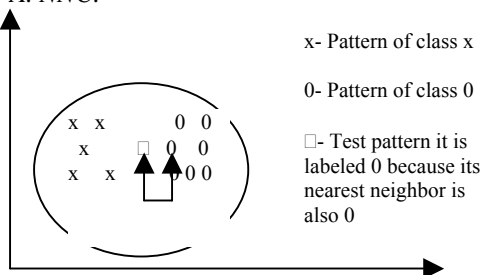 A. NNC:
x- Pattern of class x
0- Pattern of class 0
□- Test pattern it is
labeled 0 because its
nearest neighbor is
also 0
x x 0 0
x □ 0 0
x x 0 0 0